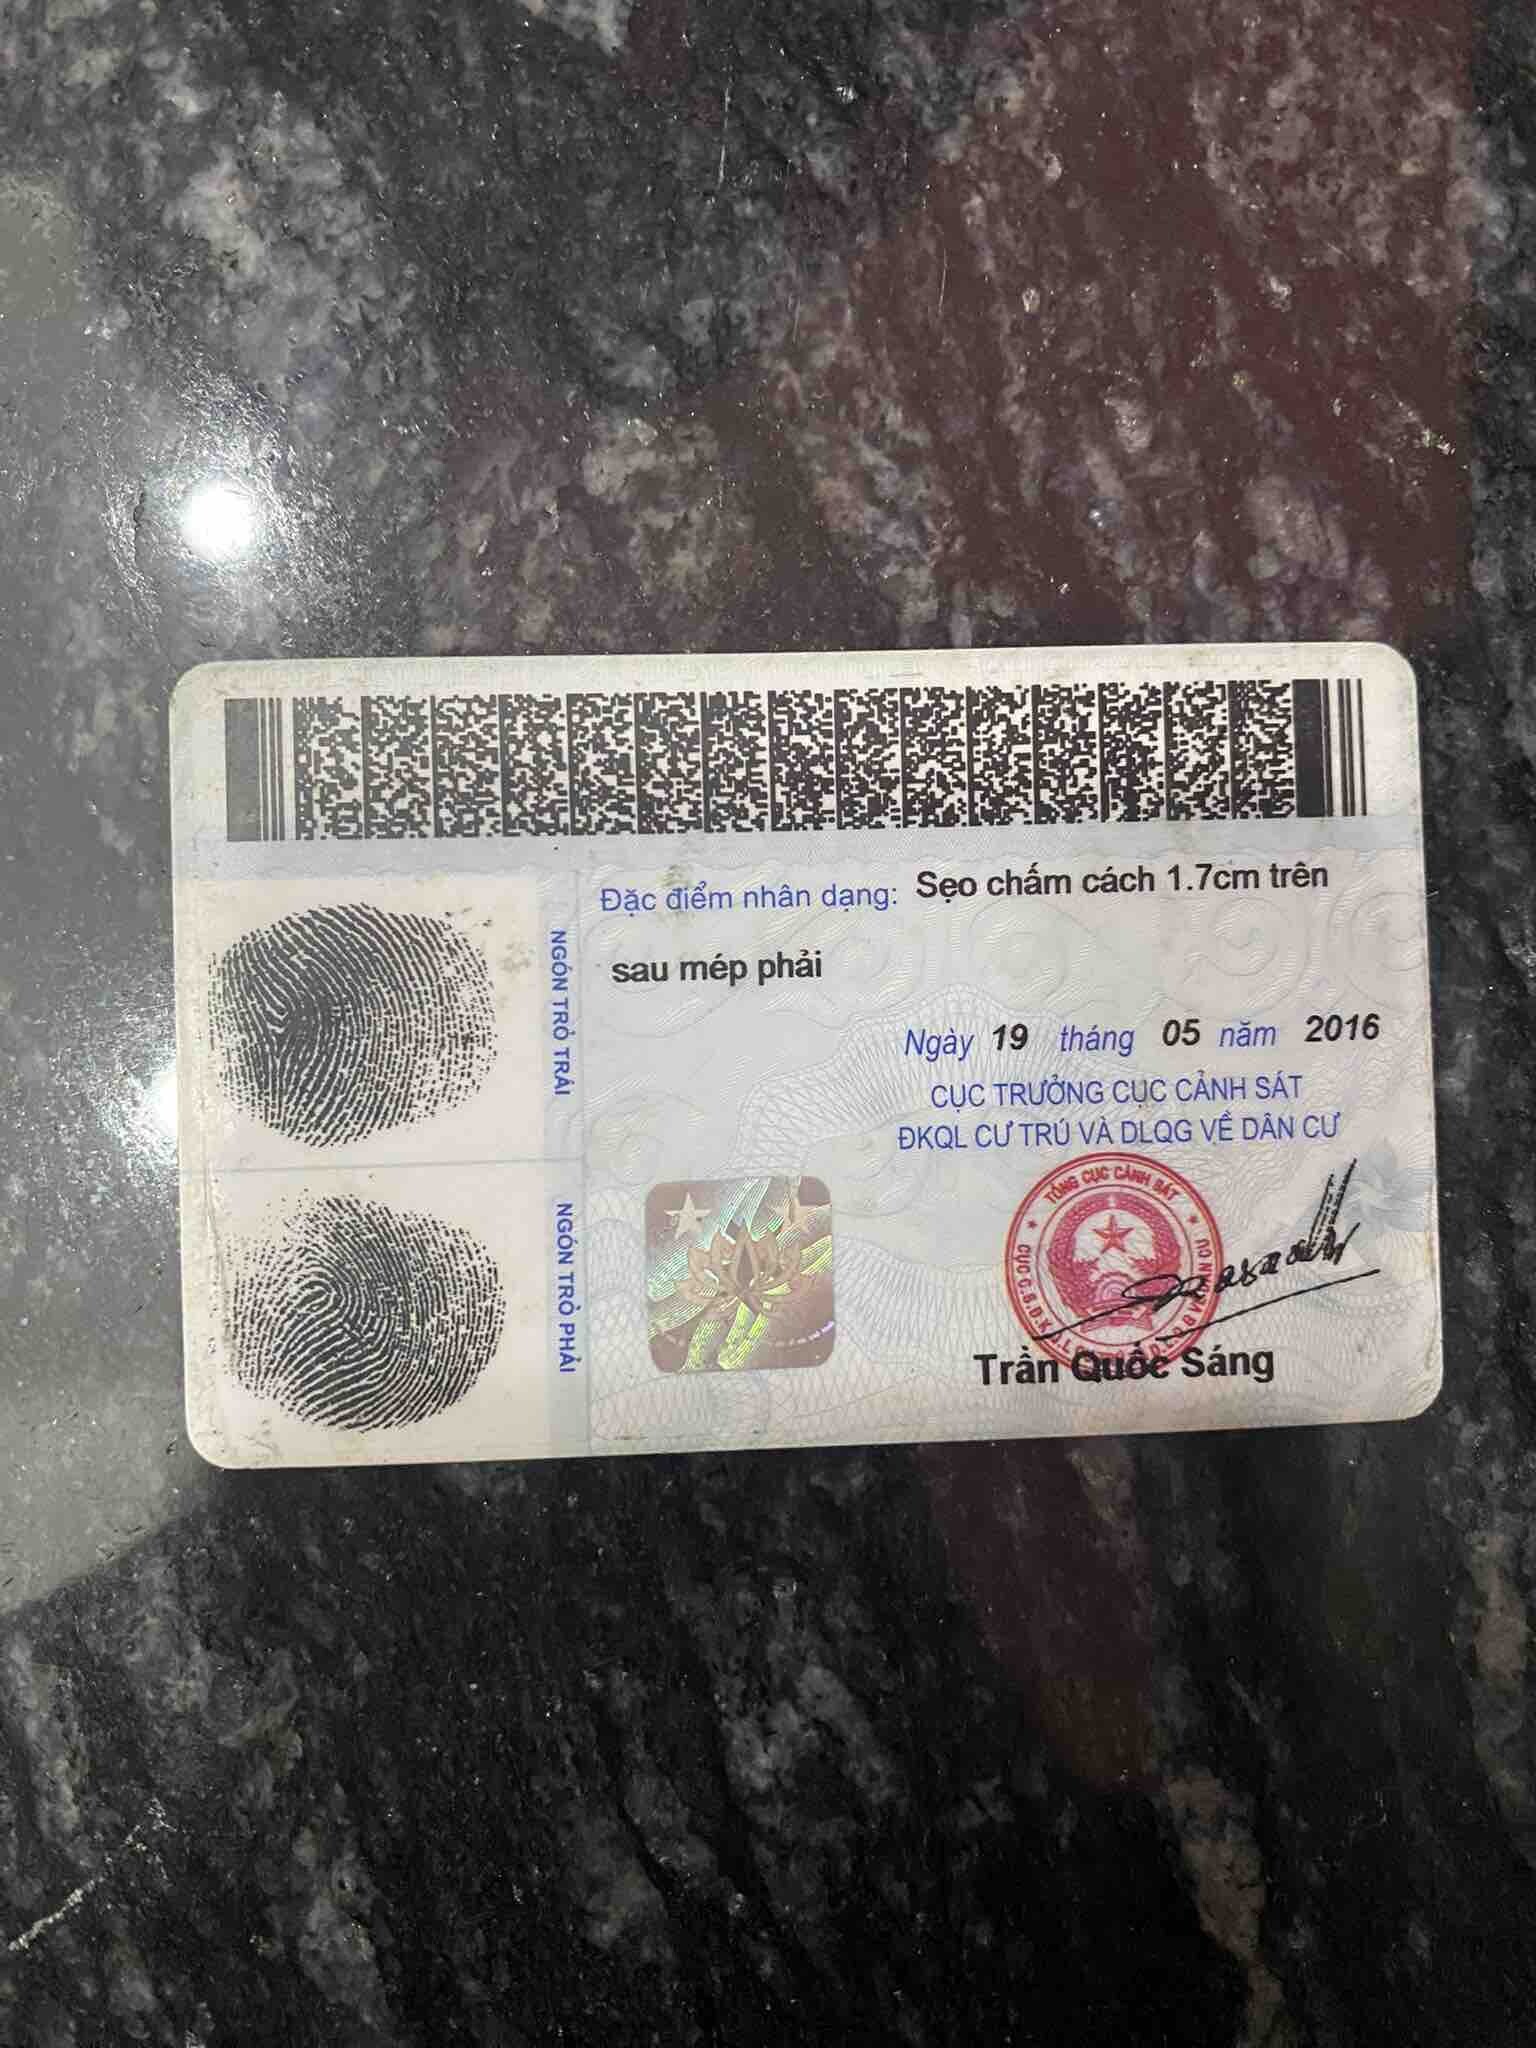 Đặc điểm nhân dạng: Sẹo chấm cách 1.7cm trên
sau mép phải
NGÓN TRỎ TRÁI
NGÓN TRỎ PHẢI
Ngày 19 tháng 05 năm 2016
CỤC TRƯỞNG CỤC CẢNH SÁT
ĐKQL CƯ TRÚ VÀ DLQG VỀ DÂN CƯ
TỔNG CỤC CẢNH SÁT
Trần Quốc Sáng